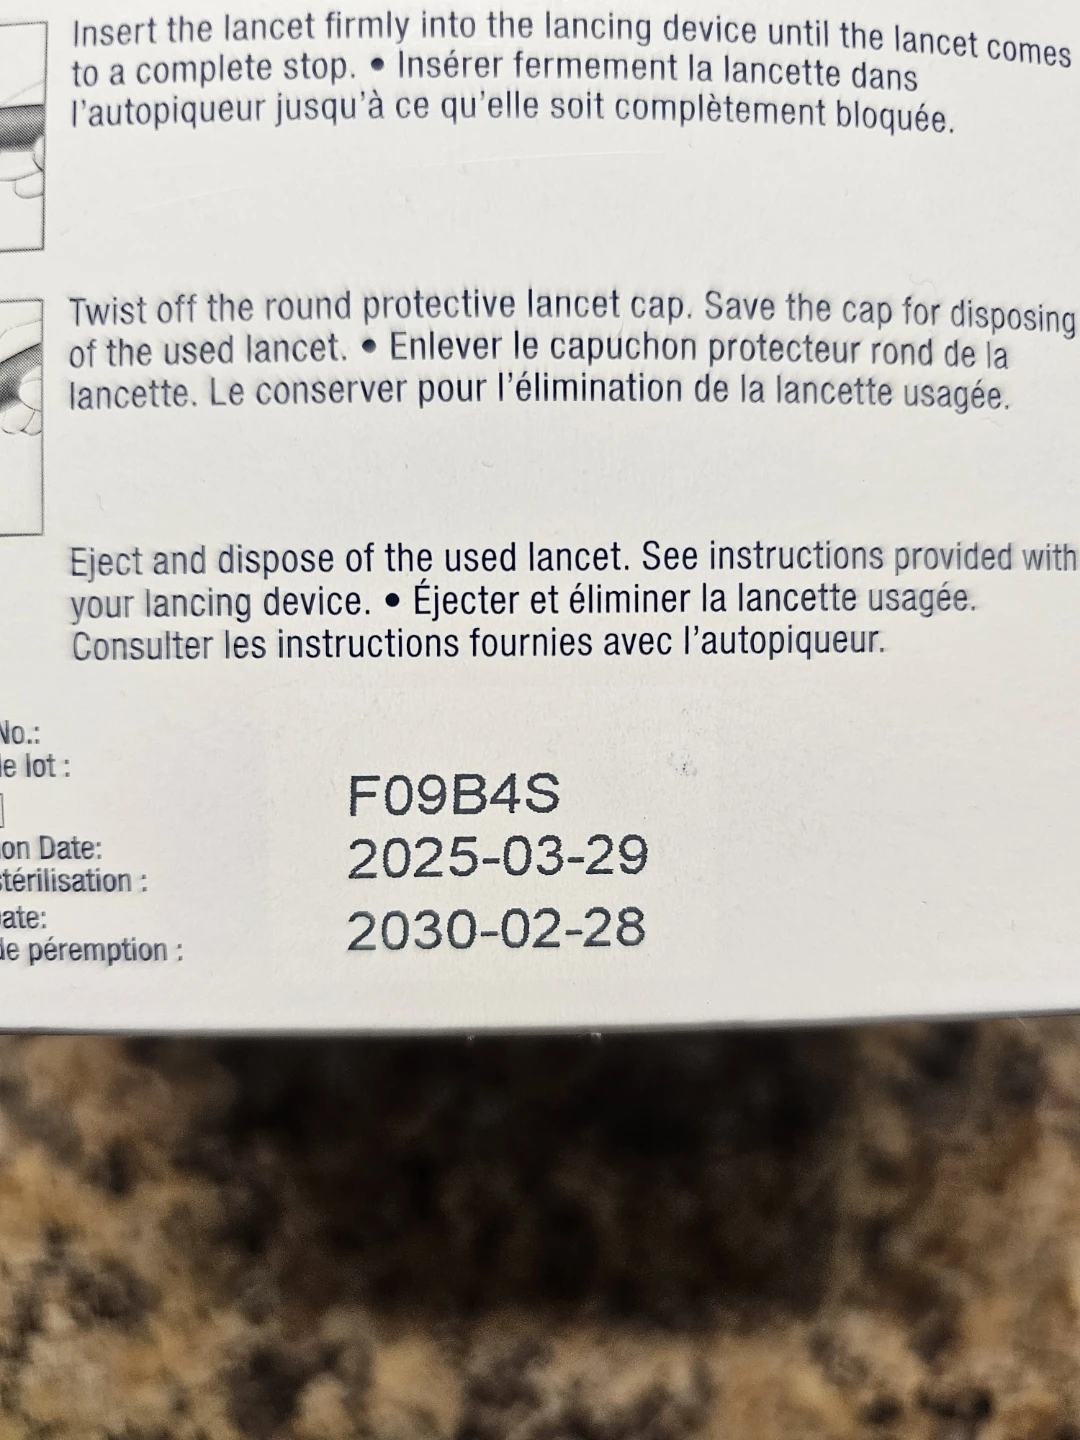 Insert the lancet firmly into the lancing device until the lancet comes
to a complete stop. • Insérer fermement la lancette dans
l'autopiqueur jusqu'à ce qu'elle soit complètement bloquée.
Twist off the round protective lancet cap. Save the cap for disposing
of the used lancet. • Enlever le capuchon protecteur rond de la
lancette. Le conserver pour l'élimination de la lancette usagée.
Eject and dispose of the used lancet. See instructions provided with
your lancing device. • Éjecter et éliminer la lancette usagée.
Consulter les instructions fournies avec l'autopiqueur.
No.:
le lot :
F09B4S
on Date:
stérilisation :
2025-03-29
ate:
de péremption :
2030-02-28